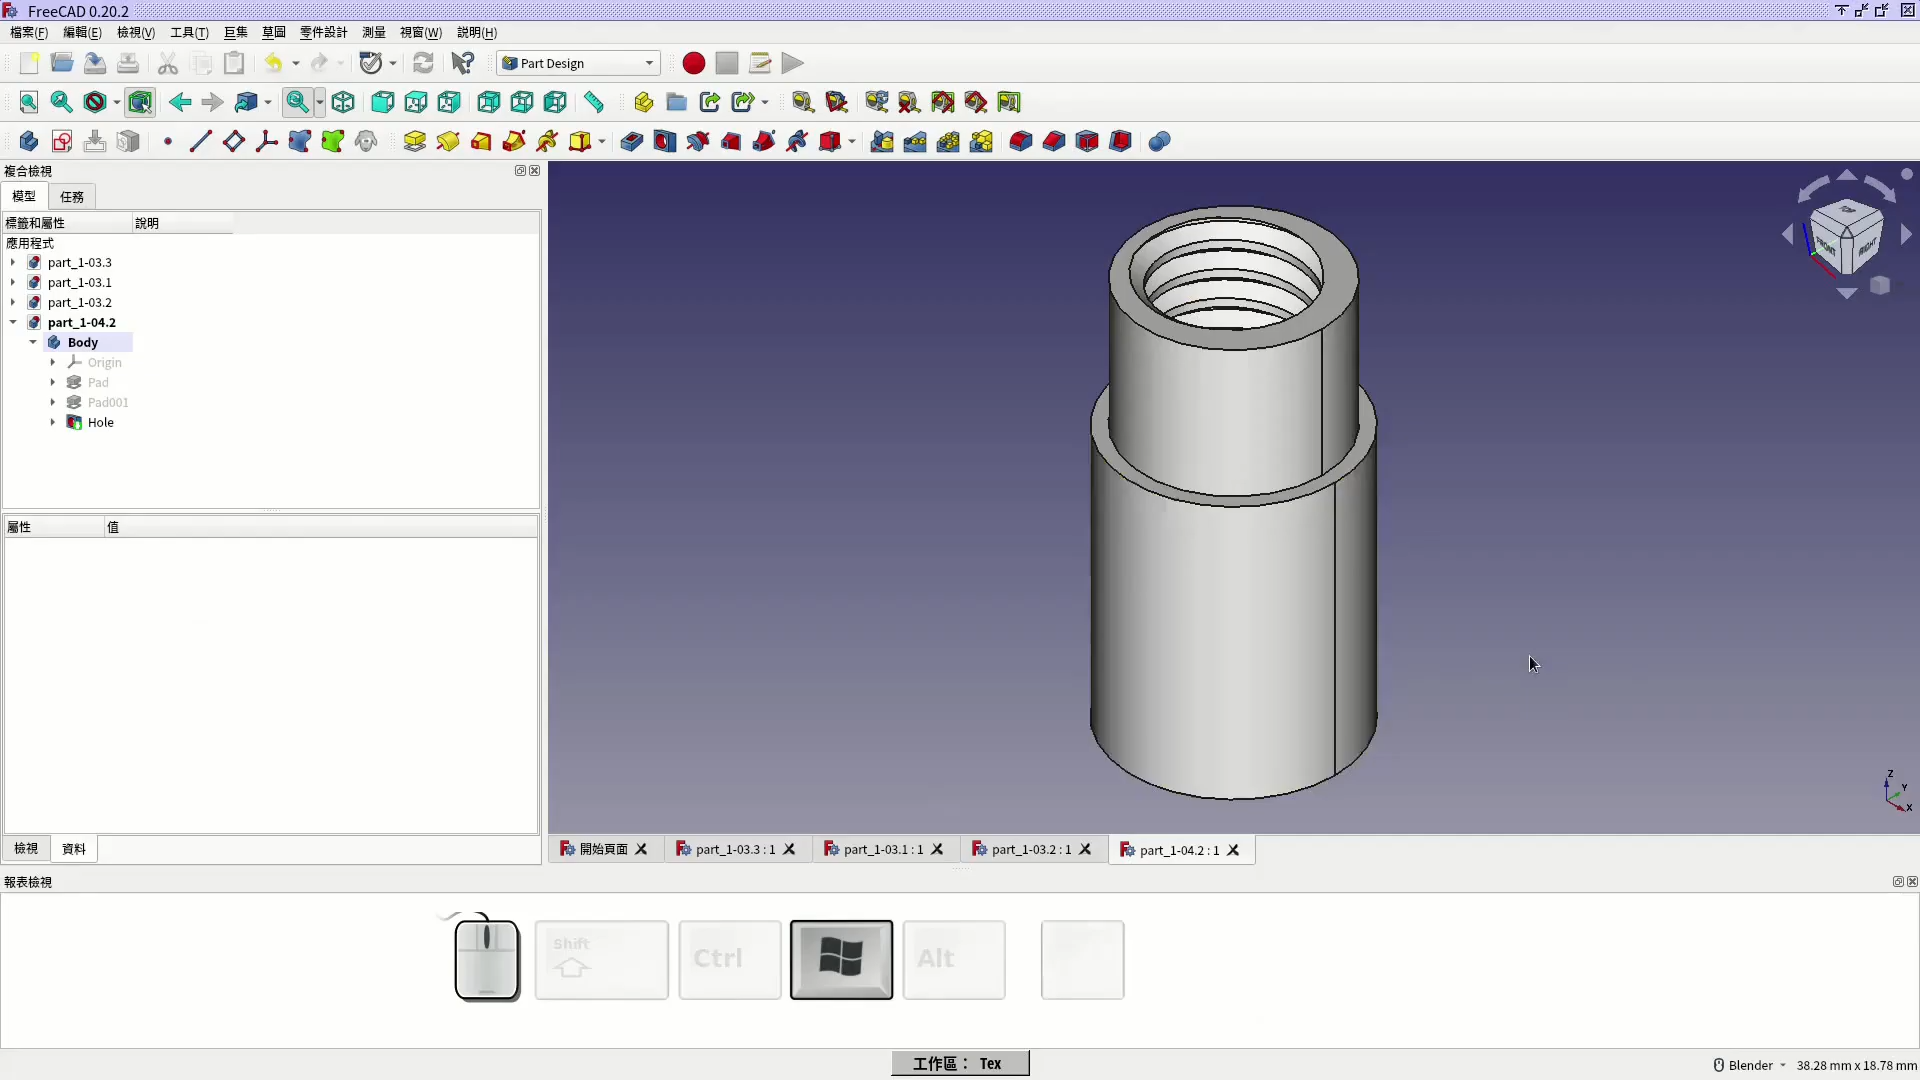 FreeCAD 0.20.2
檔案(F) 編輯(E) 檢視(V) 工具(T) 巨集 草圖 零件設計 測量 視窗(W) 說明(H)
Part Design
複合檢視
模型 任務
標籤和屬性 說明
應用程式
part_1-03.3
part_1-03.1
part_1-03.2
part_1-04.2
Body
Origin
Pad
Pad001
Hole
屬性 值
檢視 資料
FRONT RIGHT
Z
Y
X
開始頁面 part_1-03.3 : 1 part_1-03.1 : 1 part_1-03.2 : 1 part_1-04.2 : 1
報表檢視
Shift Ctrl Alt
工作區： Tex
Blender 38.28 mm x 18.78 mm